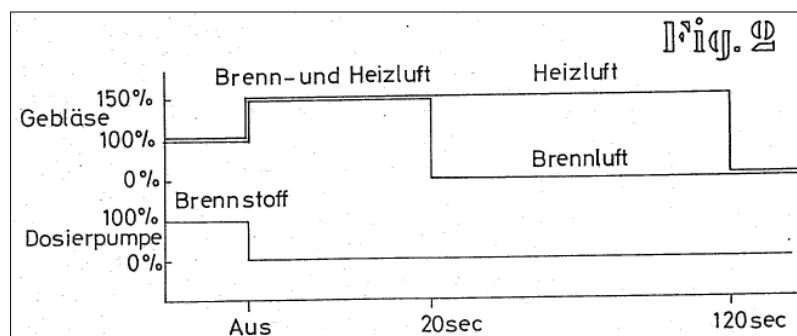 Fig. 2
Brenn- und Heizluft Heizluft
150%
Gebläse
100%
Brennluft
0%
Brennstoff
100%
Dosierpumpe
0%
Aus 20sec 120sec